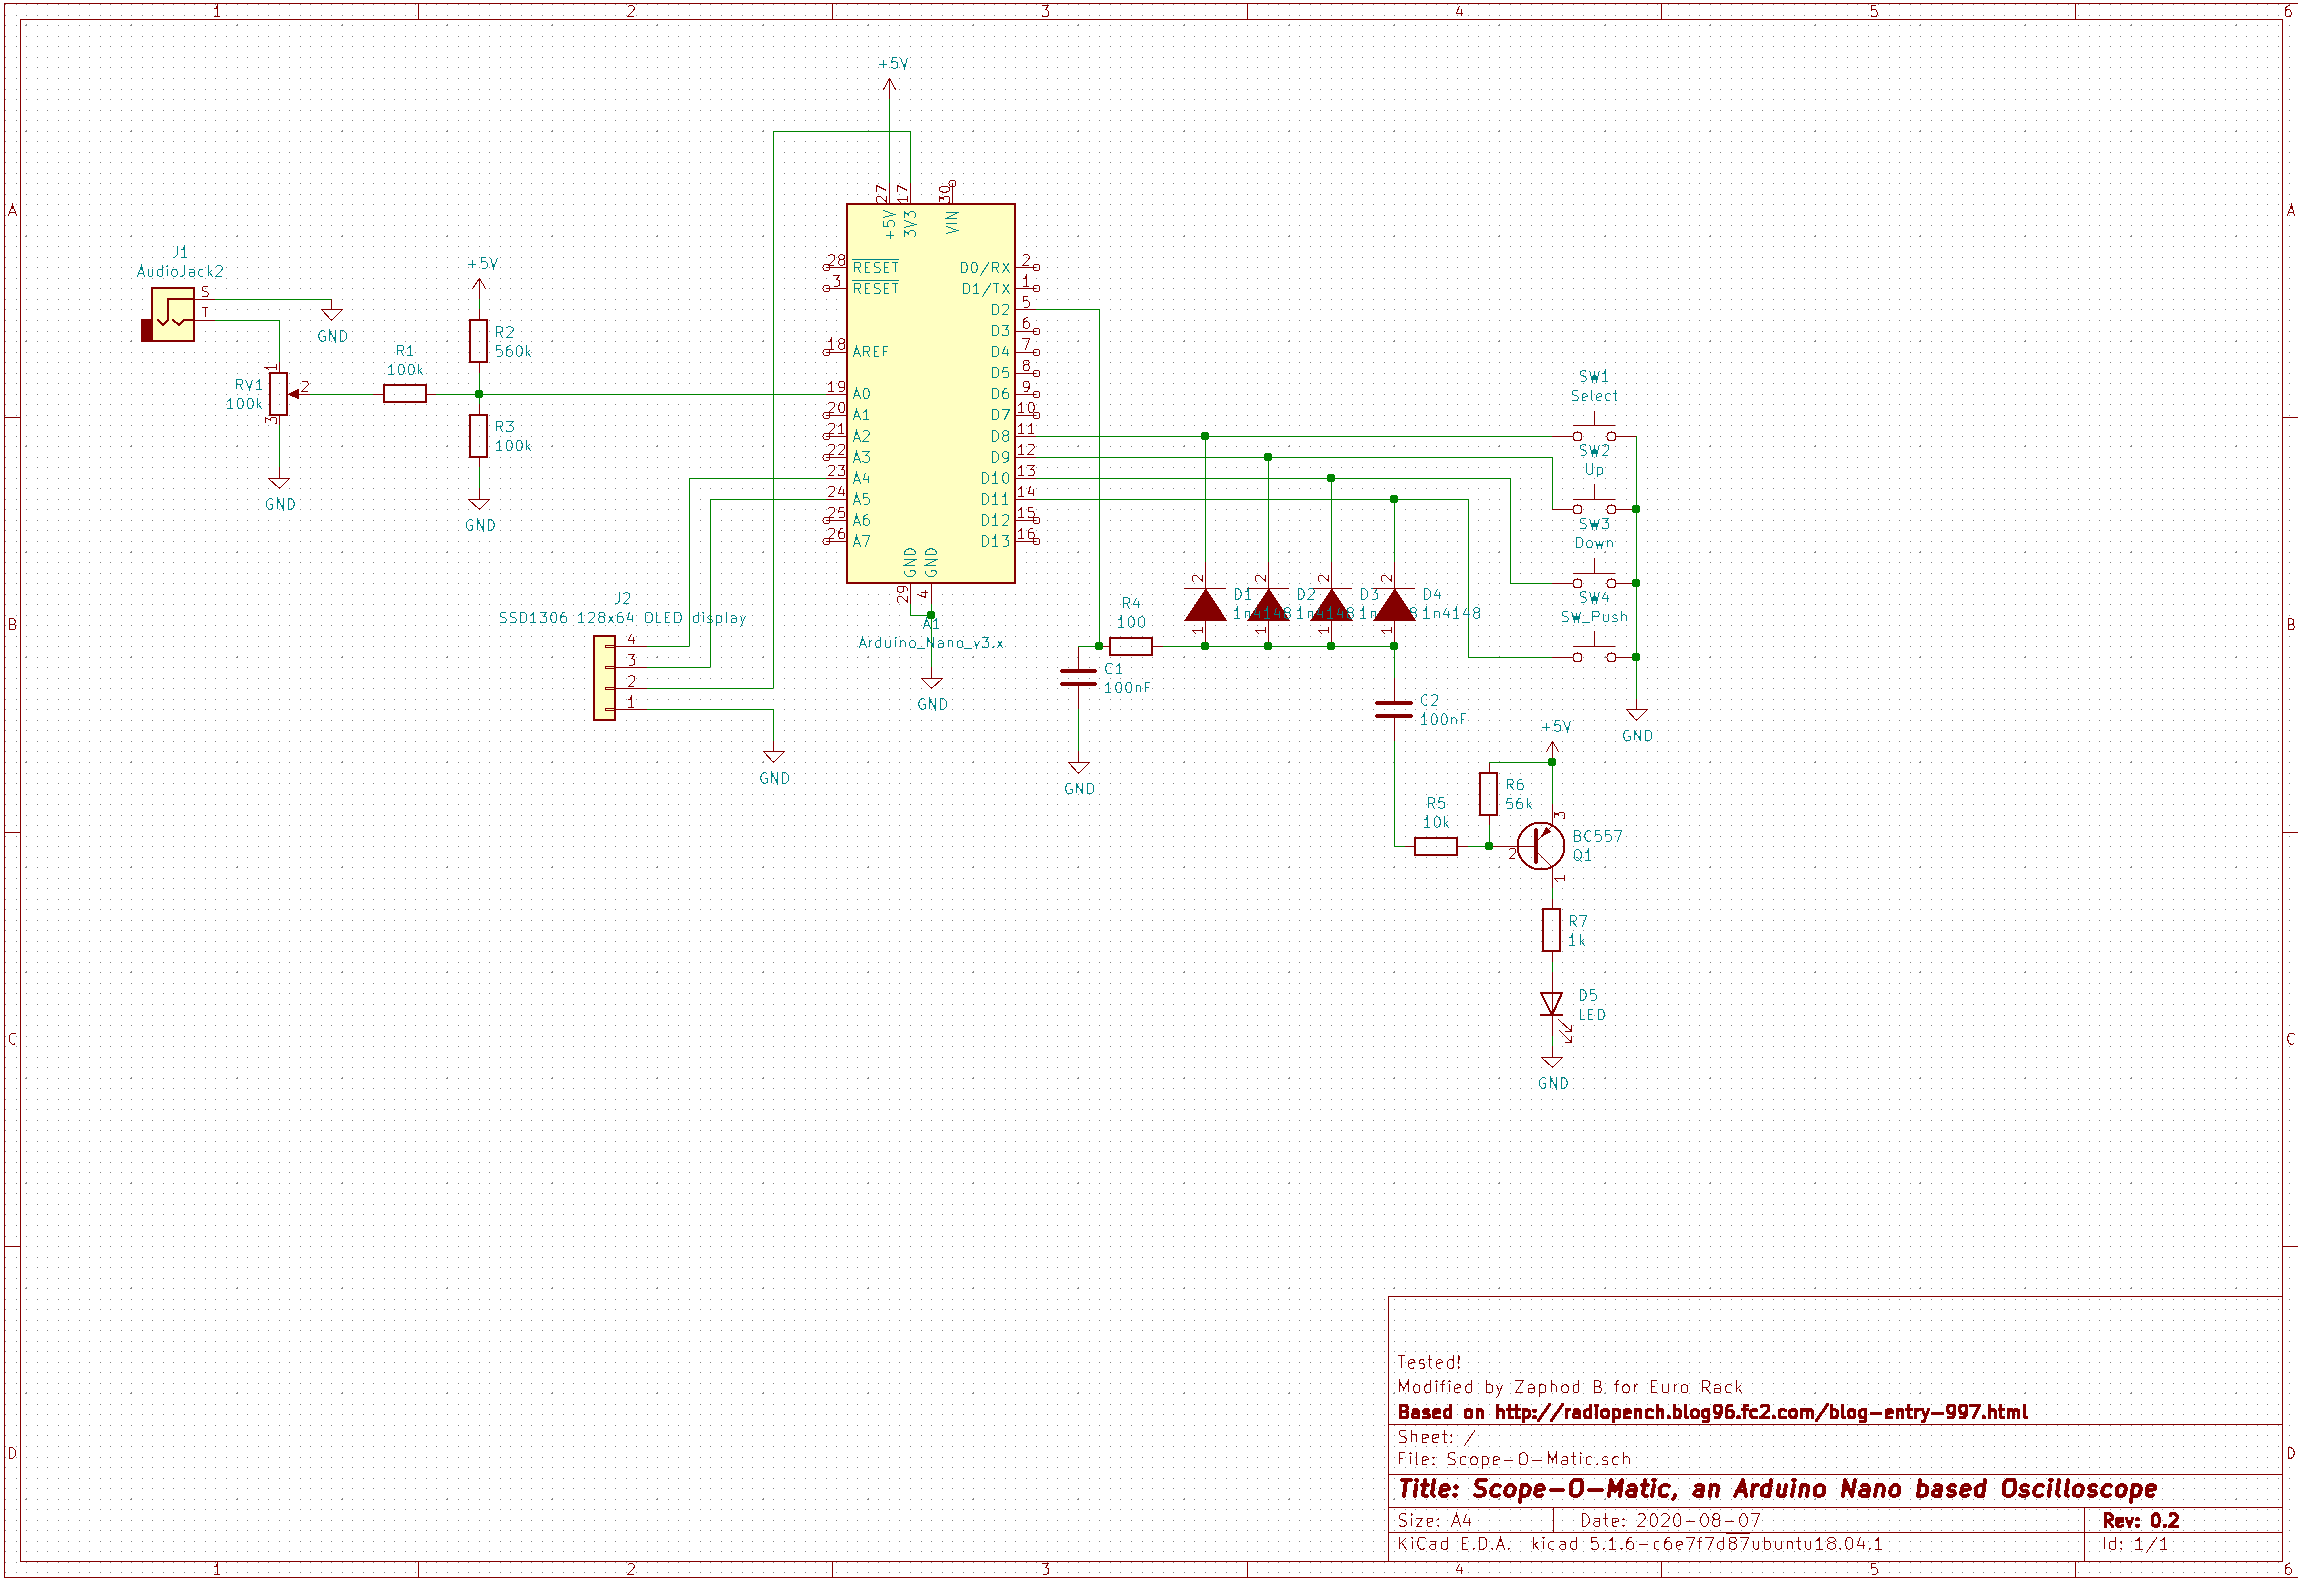 1 2 3 4 5 6
A
B
C
D
+5V
27 17 30
+5V 3V3 VIN
J1
AudioJack2
S
T
GND
RV1
100k
1
2
3
GND
R1
100k
+5V
R2
560k
R3
100k
GND
28 RESET
3 RESET
18 AREF
19 A0
20 A1
21 A2
22 A3
23 A4
24 A5
25 A6
26 A7
D0/RX 2
D1/TX 1
D2 5
D3 6
D4 7
D5 8
D6 9
D7 10
D8 11
D9 12
D10 13
D11 14
D12 15
D13 16
GND GND
29 4
A1
Arduino_Nano_v3.x
GND
J2
SSD1306 128x64 OLED display
4
3
2
1
GND
SW1
Select
SW2
Up
SW3
Down
SW4
SW_Push
GND
2 2 2 2
D1 D2 D3 D4
1n4148 1n4148 1n4148 1n4148
1 1 1 1
R4
100
C1
100nF
GND
C2
100nF
+5V
R6
56k
R5
10k
3
2
1
BC557
Q1
R7
1k
D5
LED
GND
Tested!
Modified by Zaphod B. for Euro Rack
Based on http://radiopench.blog96.fc2.com/blog-entry-997.html
Sheet: /
File: Scope-O-Matic.sch
Title: Scope-O-Matic, an Arduino Nano based Oscilloscope
Size: A4 Date: 2020-08-07 Rev: 0.2
KiCad E.D.A. kicad 5.1.6-c6e7f7d87ubuntu18.04.1 Id: 1/1
A
B
C
D
1 2 3 4 5 6